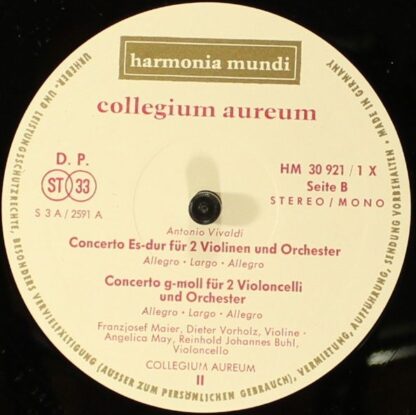 harmonia mundi
collegium aureum
D. P.
ST 33
S 3 A / 2591 A
HM 30 921 / 1 X
Seite B
STEREO / MONO
Antonio Vivaldi
Concerto Es-dur für 2 Violinen und Orchester
Allegro · Largo · Allegro
Concerto g-moll für 2 Violoncelli
und Orchester
Allegro · Largo · Allegro
Franzjosef Maier, Dieter Vorholz, Violine -
Angelica May, Reinhold Johannes Buhl,
Violoncello
COLLEGIUM AUREUM
II
URHEBER- UND LEISTUNGSSCHUTZRECHTE, BESONDERS VERVIELFÄLTIGUNG (AUSSER ZUM PERSÖNLICHEN GEBRAUCH), VERMIETUNG, AUFFÜHRUNG, SENDUNG VORBEHALTEN • MADE IN GERMANY